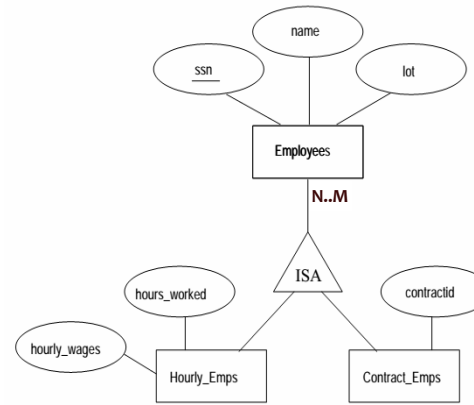 name
ssn
lot
Employees
N..M
ISA
hours_worked
contractid
hourly_wages
Hourly_Emps
Contract_Emps